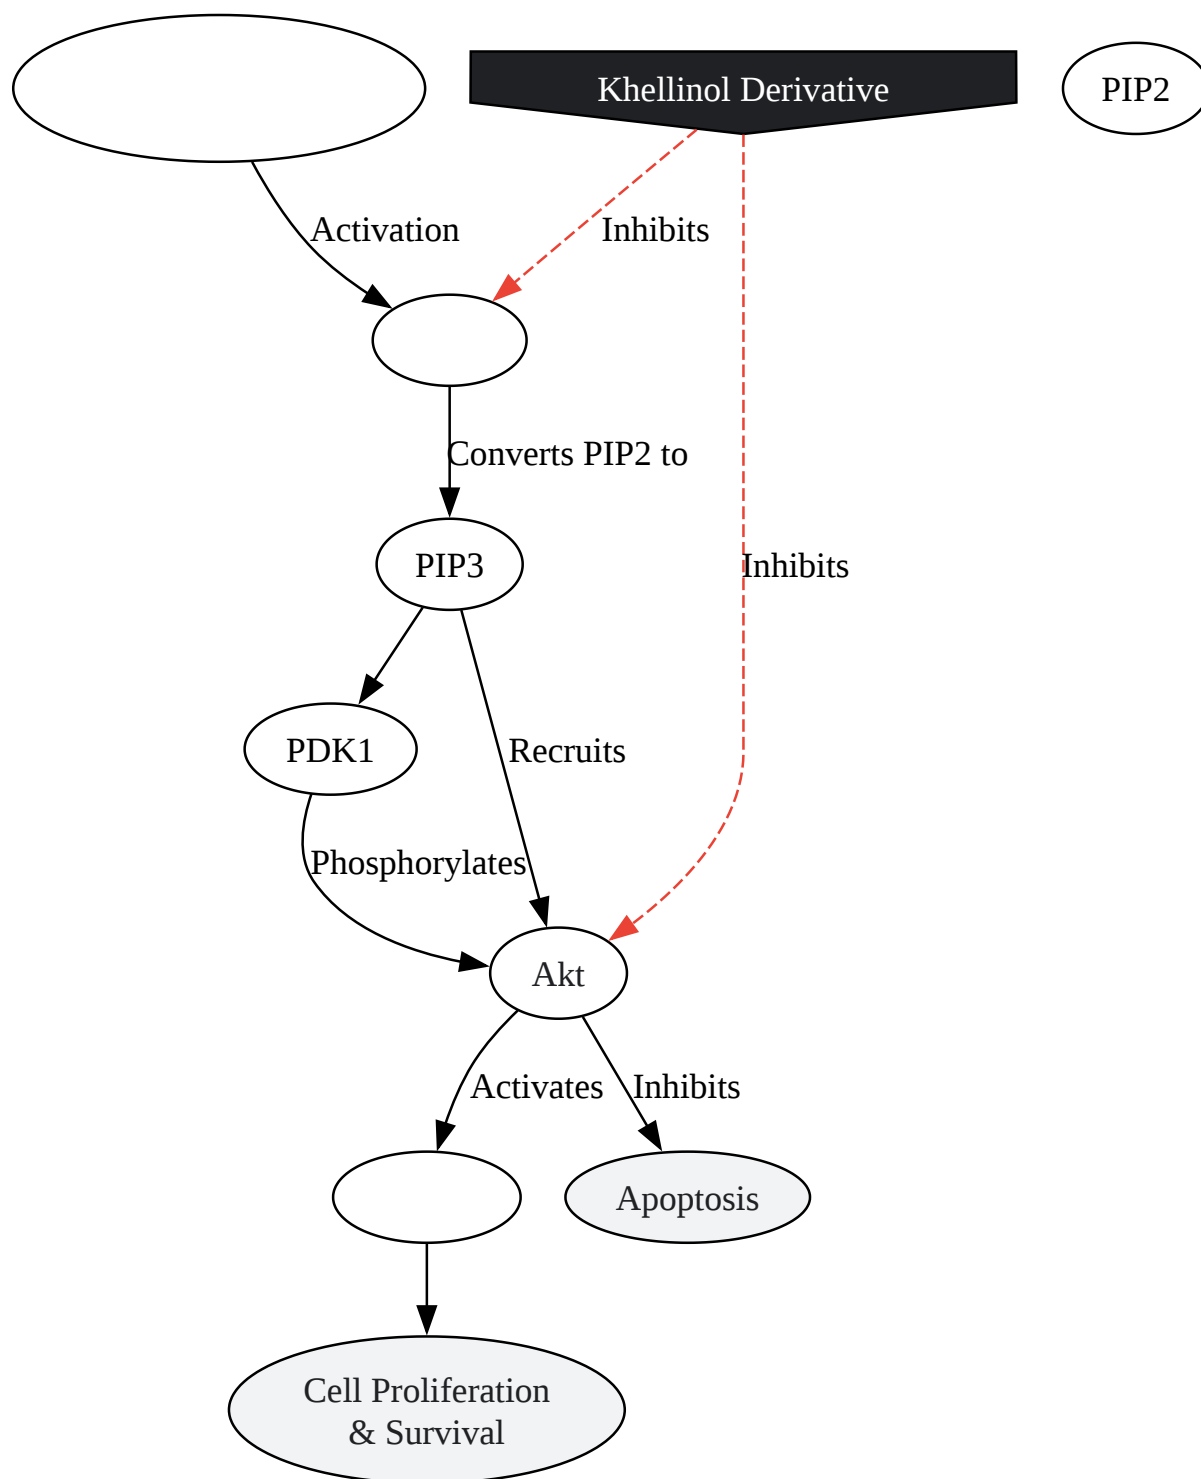 Khellinol Derivative
PIP2
Activation
Inhibits
Converts PIP2 to
PIP3
Inhibits
PDK1
Recruits
Phosphorylates
Akt
Activates
Inhibits
Apoptosis
Cell Proliferation
& Survival